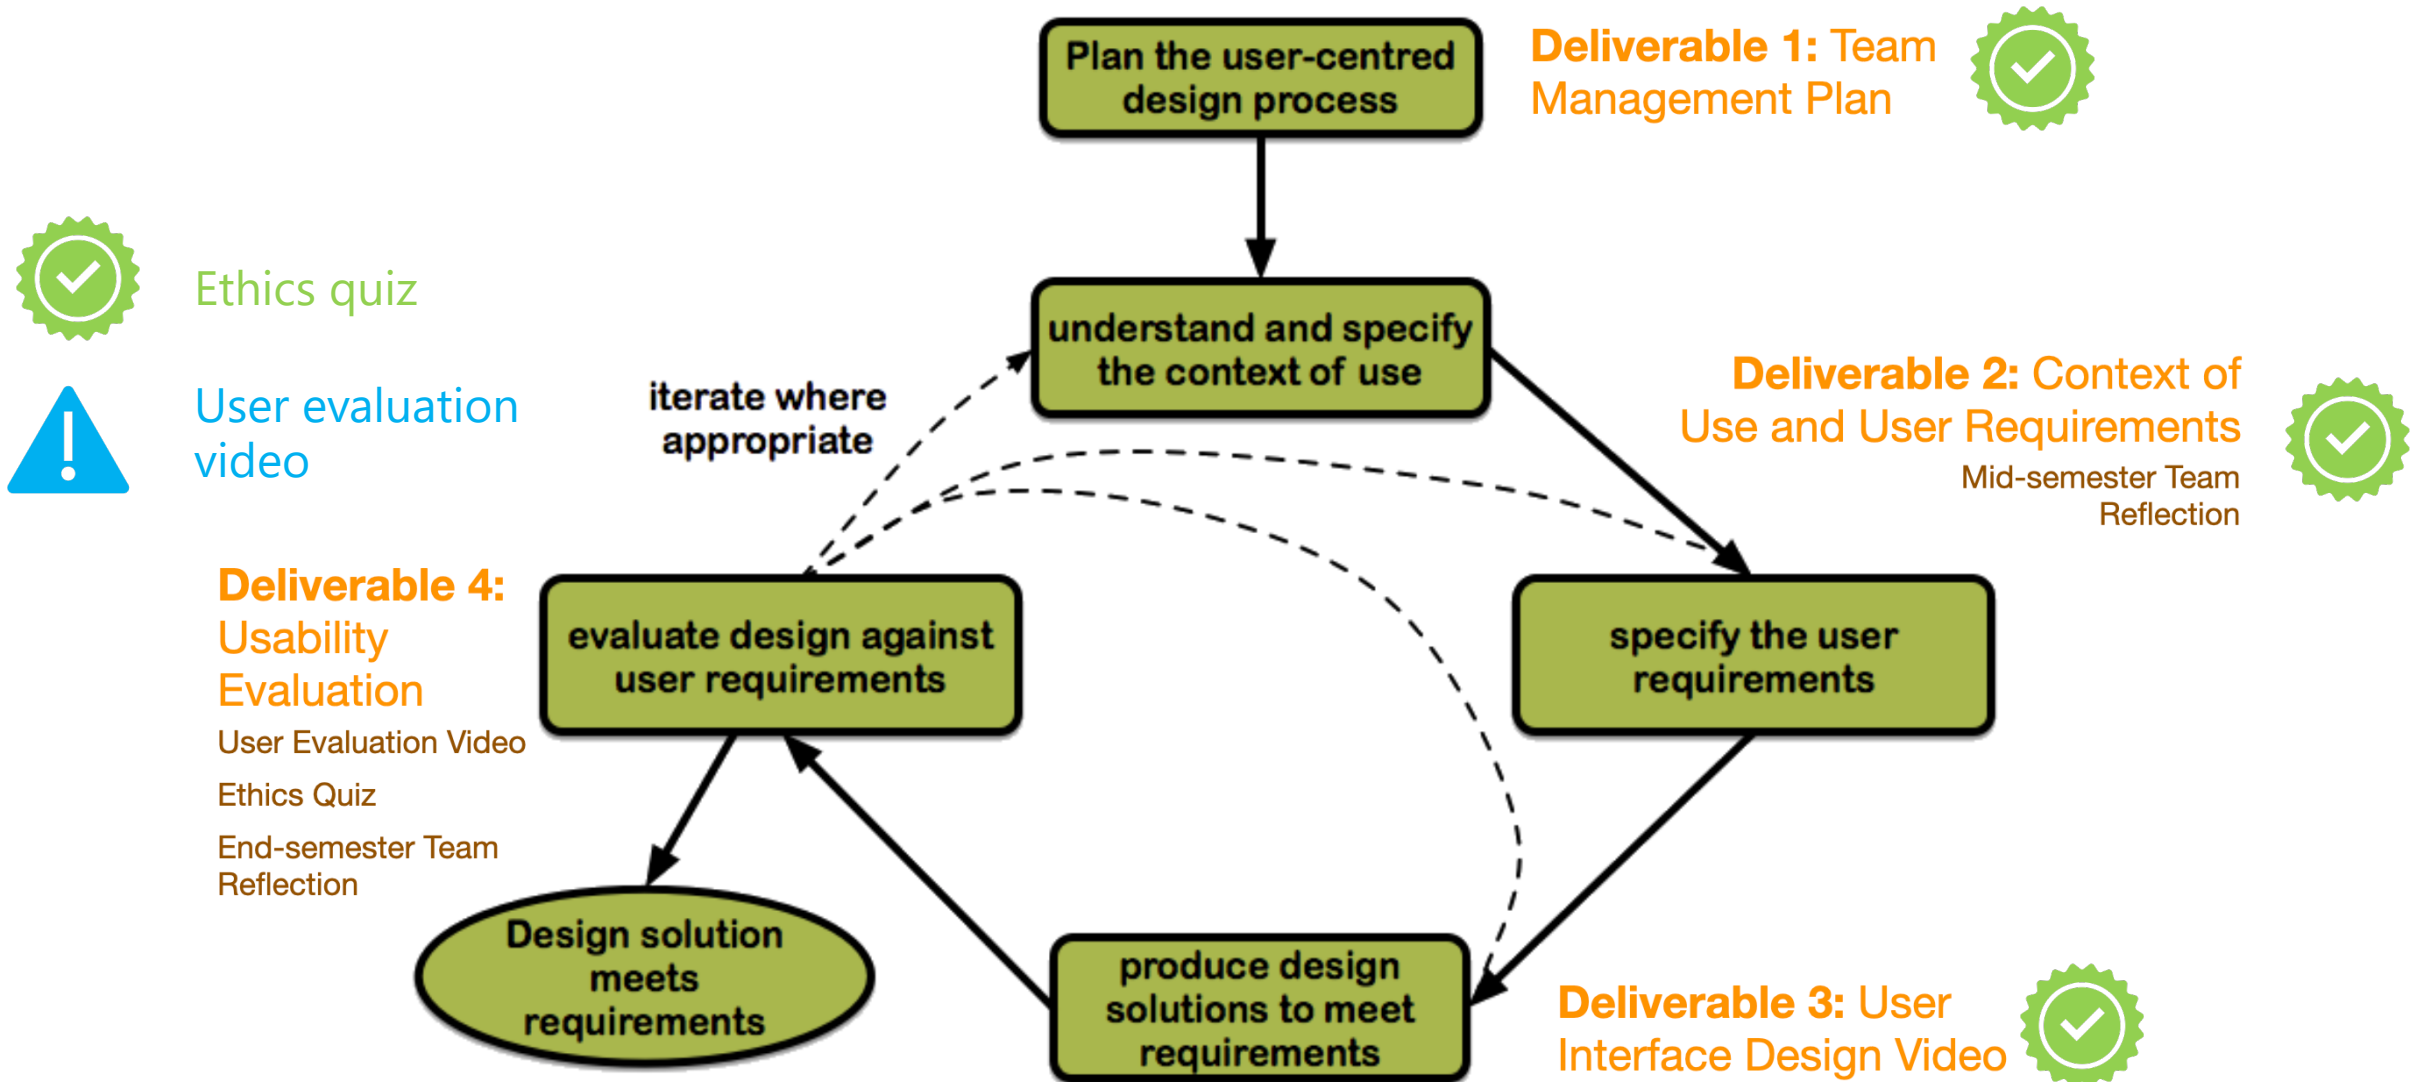 Plan the user-centred
design process
Deliverable 1: Team
Management Plan
Ethics quiz
understand and specify
the context of use
User evaluation
video
iterate where
appropriate
Deliverable 2: Context of
Use and User Requirements
Mid-semester Team
Reflection
Deliverable 4:
Usability
Evaluation
User Evaluation Video
Ethics Quiz
End-semester Team
Reflection
evaluate design against
user requirements
specify the user
requirements
Design solution
meets
requirements
produce design
solutions to meet
requirements
Deliverable 3: User
Interface Design Video